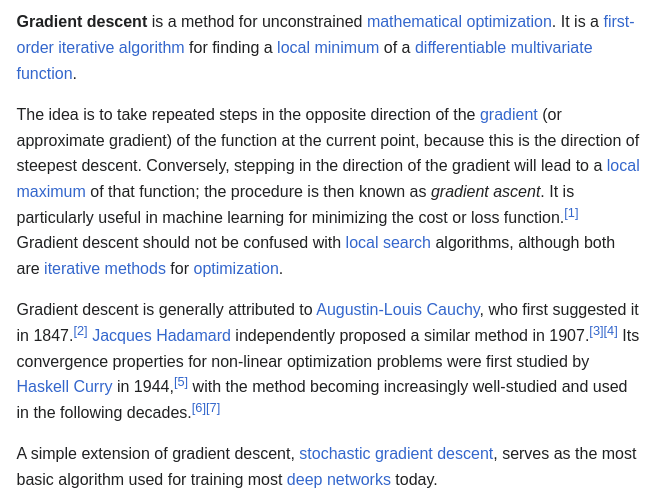 Gradient descent is a method for unconstrained mathematical optimization. It is a first-
order iterative algorithm for finding a local minimum of a differentiable multivariate
function.
The idea is to take repeated steps in the opposite direction of the gradient (or
approximate gradient) of the function at the current point, because this is the direction of
steepest descent. Conversely, stepping in the direction of the gradient will lead to a local
maximum of that function; the procedure is then known as gradient ascent. It is
particularly useful in machine learning for minimizing the cost or loss function.[1]
Gradient descent should not be confused with local search algorithms, although both
are iterative methods for optimization.
Gradient descent is generally attributed to Augustin-Louis Cauchy, who first suggested it
in 1847.[2] Jacques Hadamard independently proposed a similar method in 1907.[3][4] Its
convergence properties for non-linear optimization problems were first studied by
Haskell Curry in 1944,[5] with the method becoming increasingly well-studied and used
in the following decades.[6][7]
A simple extension of gradient descent, stochastic gradient descent, serves as the most
basic algorithm used for training most deep networks today.